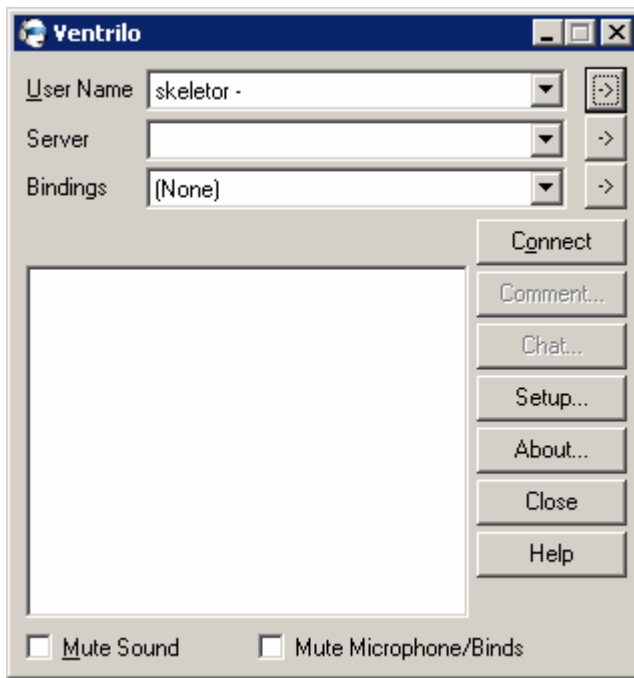 Ventrilo
User Name skeletor - ->
Server ->
Bindings (None) ->
Connect
Comment...
Chat...
Setup...
About...
Close
Help
Mute Sound Mute Microphone/Binds